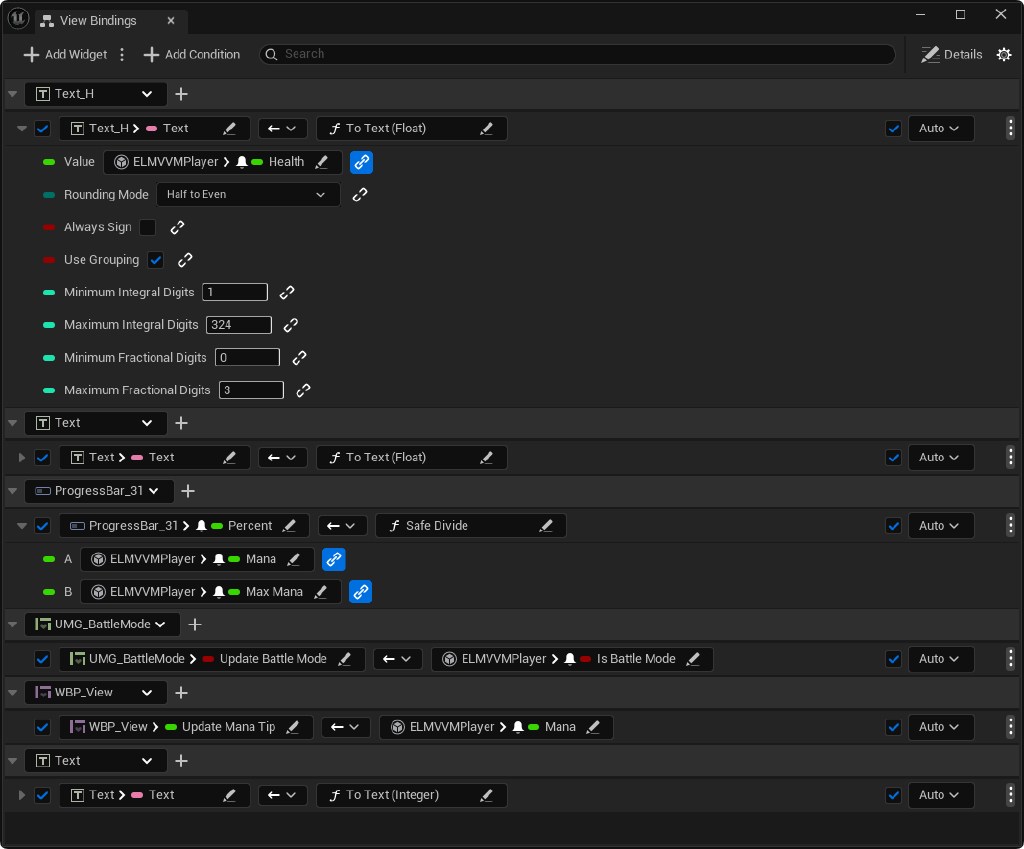 View Bindings
Add Widget Add Condition Search Details
Text_H
Text_H Text To Text (Float) Auto
Value ELMVVMPlayer Health
Rounding Mode Half to Even
Always Sign
Use Grouping
Minimum Integral Digits 1
Maximum Integral Digits 324
Minimum Fractional Digits 0
Maximum Fractional Digits 3
Text
Text Text To Text (Float) Auto
ProgressBar_31
ProgressBar_31 Percent Safe Divide Auto
A ELMVVMPlayer Mana
B ELMVVMPlayer Max Mana
UMG_BattleMode
UMG_BattleMode Update Battle Mode ELMVVMPlayer Is Battle Mode Auto
WBP_View
WBP_View Update Mana Tip ELMVVMPlayer Mana Auto
Text
Text Text To Text (Integer) Auto